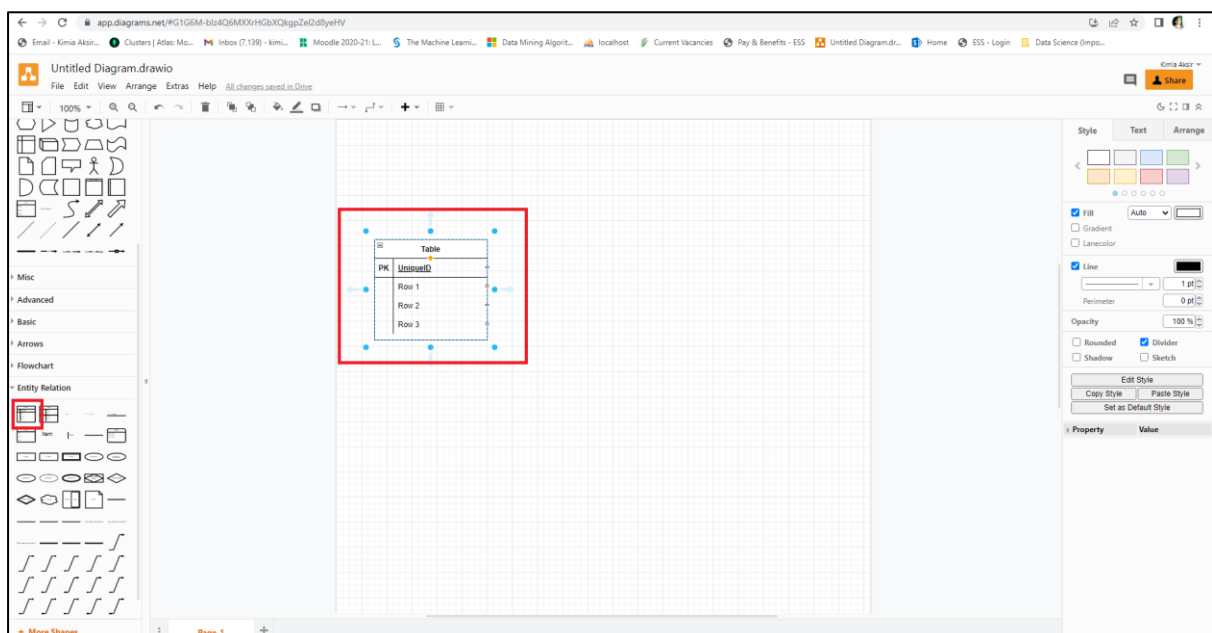 app.diagrams.net/#G1G6M-blz4Q6MXXrHGbXQkgpZel2d8yeHV
Email - Kimia Aksir... Clusters | Atlas: Mo... Inbox (7,139) - kimi... Moodle 2020-21: L... The Machine Learni... Data Mining Algorit... localhost Current Vacancies Pay & Benefits - ESS Untitled Diagram.dr... Home ESS - Login Data Science (Impo...
Untitled Diagram.drawio
Kimia Aksir
File Edit View Arrange Extras Help All changes saved in Drive
Share
100%
Style Text Arrange
Fill Auto
Gradient
Lanecolor
Line
1 pt
Perimeter 0 pt
Opacity 100 %
Rounded Divider
Shadow Sketch
Edit Style
Copy Style Paste Style
Set as Default Style
Property Value
Table
PK UniqueID
Row 1
Row 2
Row 3
Misc
Advanced
Basic
Arrows
Flowchart
Entity Relation
Item
+ More Shapes
Page-1